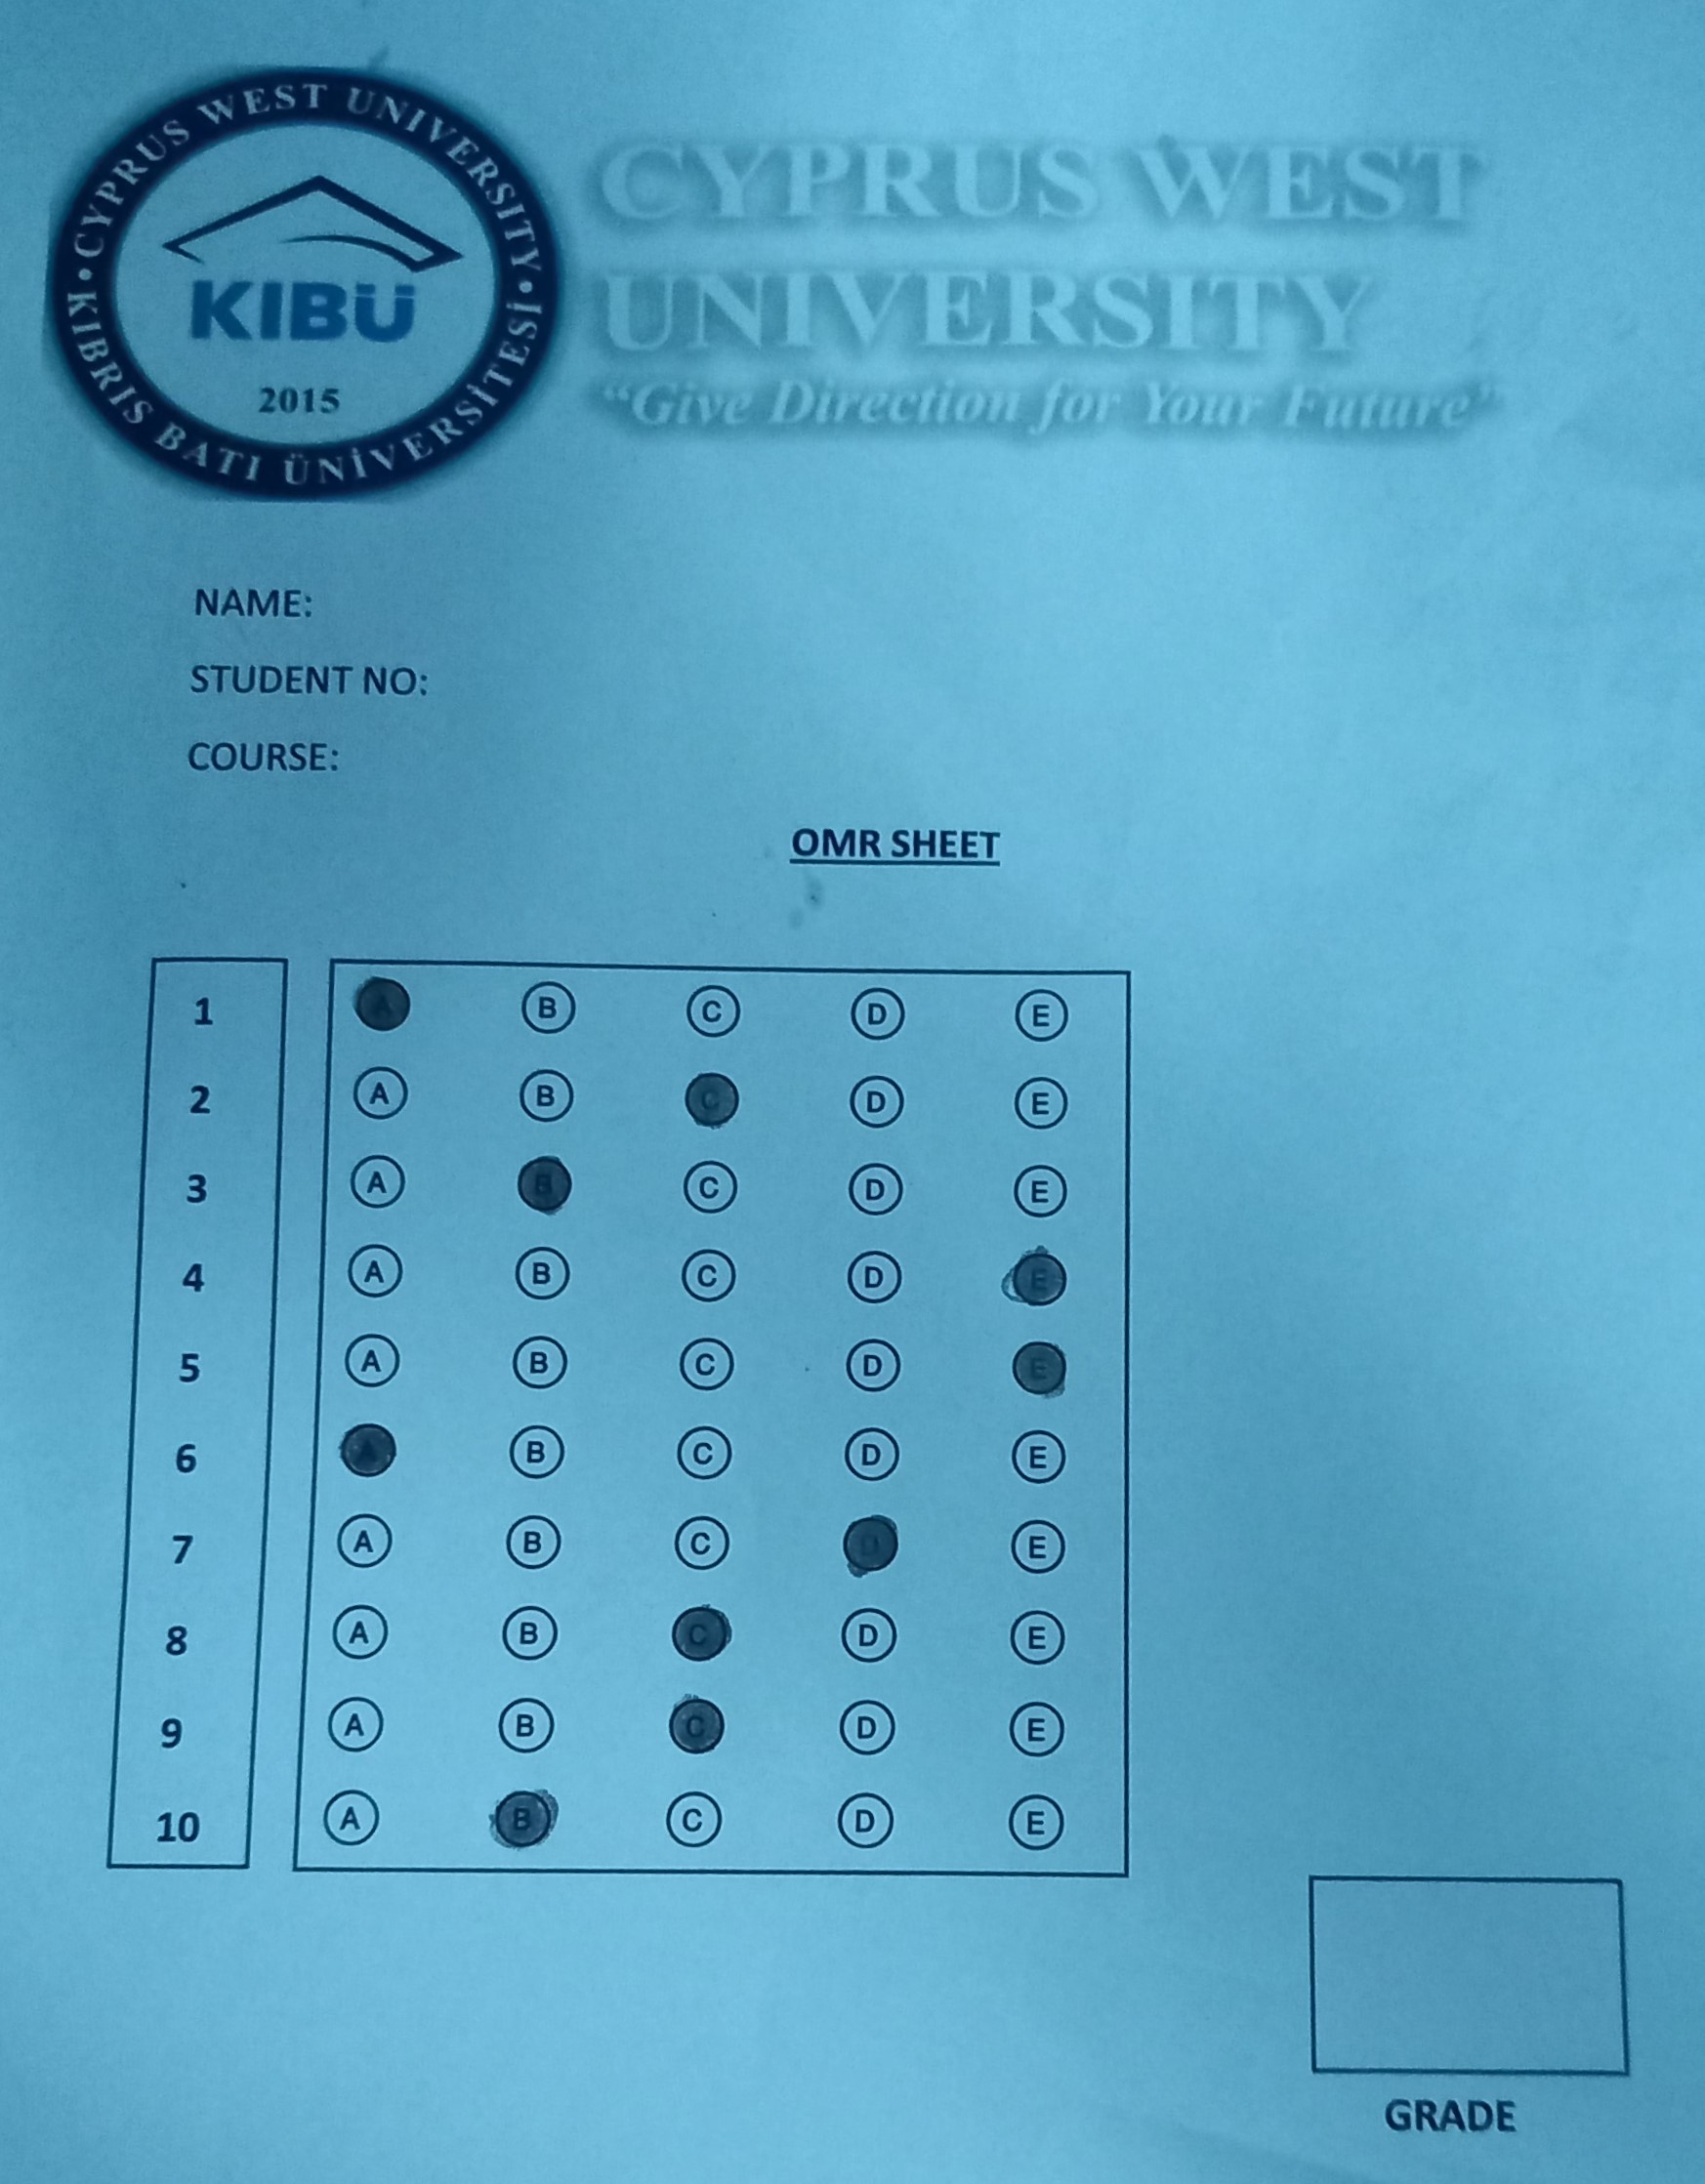 CYPRUS WEST UNIVERSITY • KIBRIS BATI ÜNİVERSİTESİ •
KIBÜ
2015
CYPRUS WEST
UNIVERSITY
“Give Direction for Your Future”
NAME:
STUDENT NO:
COURSE:
OMR SHEET
1 A B C D E
2 A B C D E
3 A B C D E
4 A B C D E
5 A B C D E
6 A B C D E
7 A B C D E
8 A B C D E
9 A B C D E
10 A B C D E
GRADE